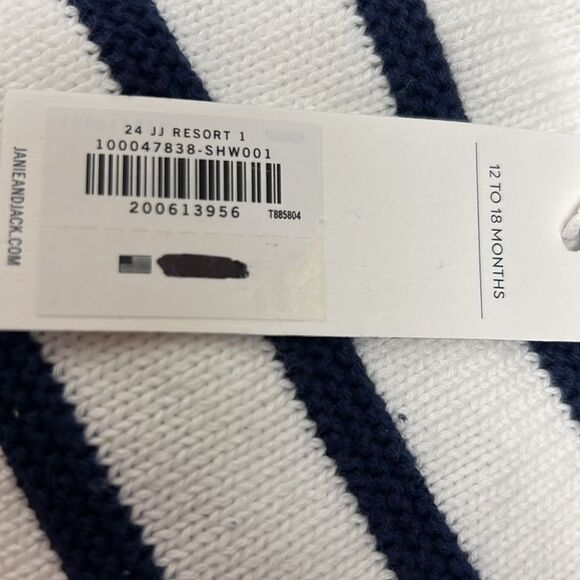 24 JJ RESORT 1
100047838-SHW001
200613956
T885804
JANIEANDJACK.COM
12 TO 18 MONTHS